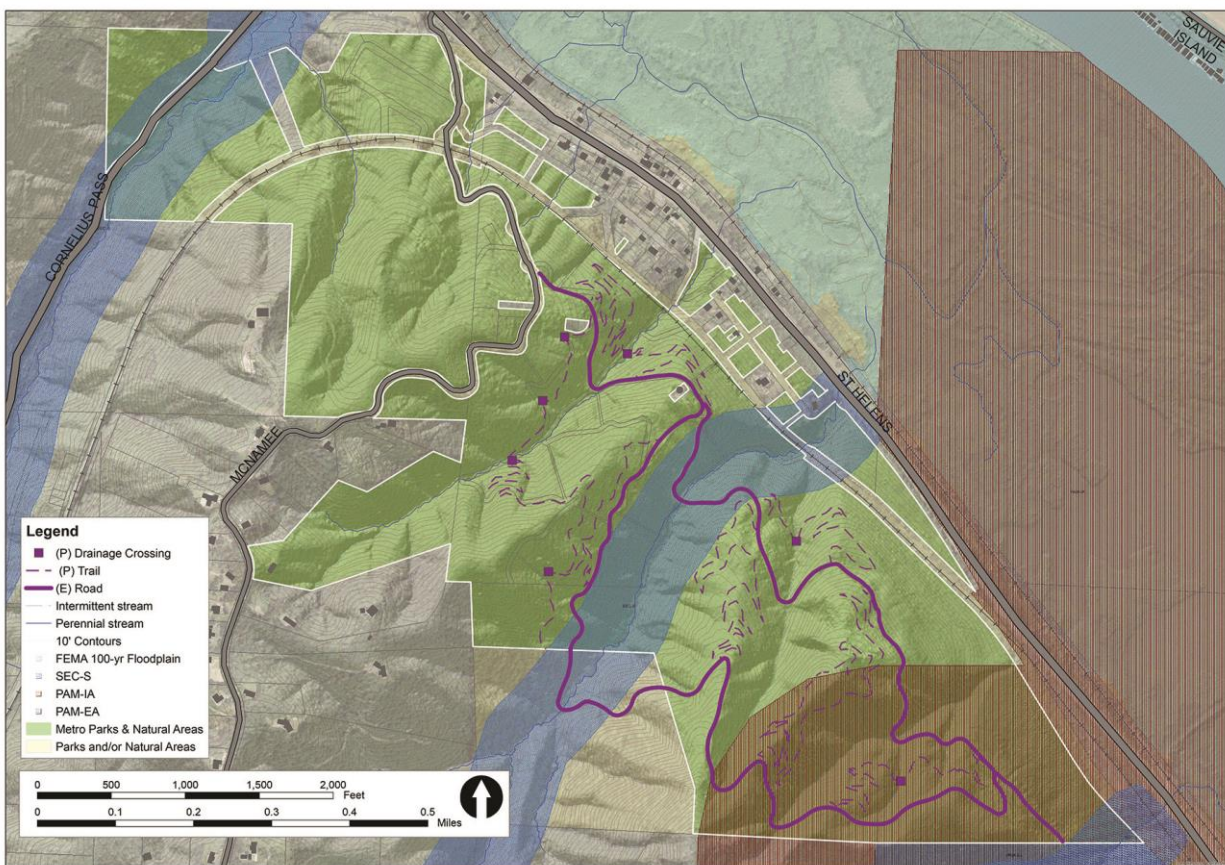 SAUVIE
ISLAND
CORNELIUS PASS
ST HELENS
MCNAMEE
Legend
(P) Drainage Crossing
(P) Trail
(E) Road
Intermittent stream
Perennial stream
10' Contours
FEMA 100-yr Floodplain
SEC-S
PAM-IA
PAM-EA
Metro Parks & Natural Areas
Parks and/or Natural Areas
0 500 1,000 1,500 2,000
Feet
0 0.1 0.2 0.3 0.4 0.5
Miles